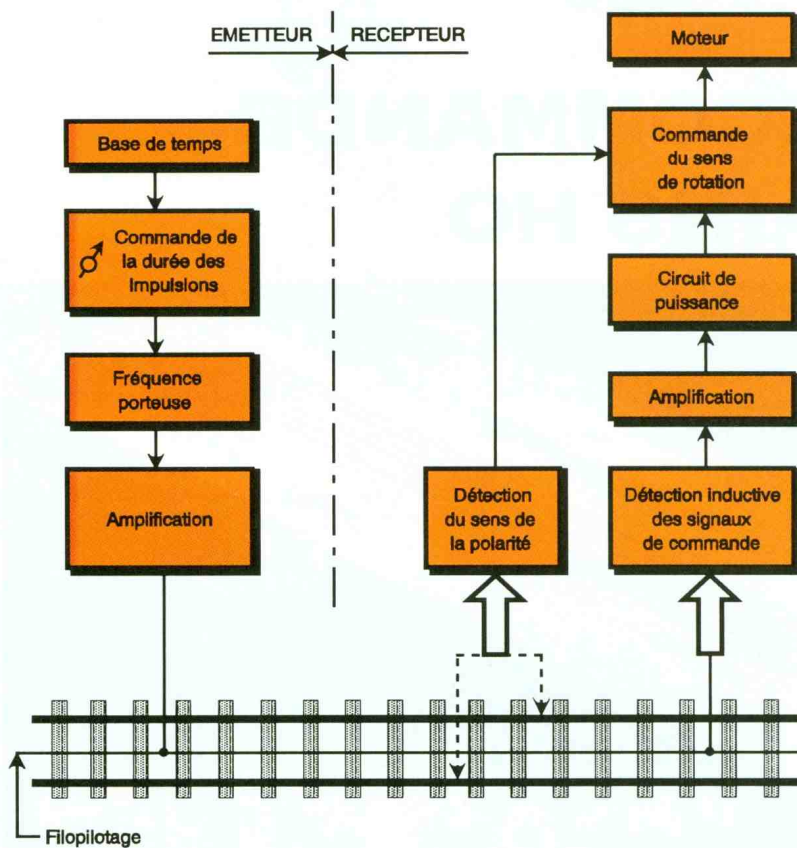 EMETTEUR
RECEPTEUR
Base de temps
Commande de
la durée des
Impulsions
Fréquence
porteuse
Amplification
Moteur
Commande
du sens
de rotation
Circuit de
puissance
Amplification
Détection
du sens de
la polarité
Détection inductive
des signaux
de commande
Filopilotage